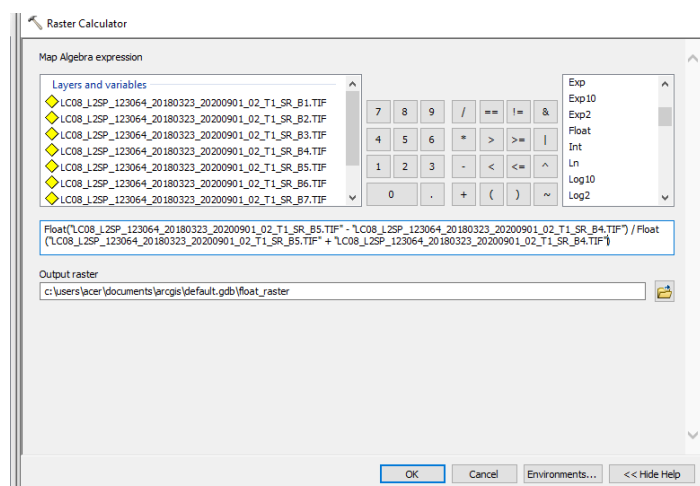 Raster Calculator
Map Algebra expression
Layers and variables
LC08_L2SP_123064_20180323_20200901_02_T1_SR_B1.TIF
LC08_L2SP_123064_20180323_20200901_02_T1_SR_B2.TIF
LC08_L2SP_123064_20180323_20200901_02_T1_SR_B3.TIF
LC08_L2SP_123064_20180323_20200901_02_T1_SR_B4.TIF
LC08_L2SP_123064_20180323_20200901_02_T1_SR_B5.TIF
LC08_L2SP_123064_20180323_20200901_02_T1_SR_B6.TIF
LC08_L2SP_123064_20180323_20200901_02_T1_SR_B7.TIF
7 8 9 / == != &
4 5 6 * > >= |
1 2 3 - < <= ^
0 . + ( ) ~
Exp
Exp10
Exp2
Float
Int
Ln
Log10
Log2
Float("LC08_L2SP_123064_20180323_20200901_02_T1_SR_B5.TIF" - "LC08_L2SP_123064_20180323_20200901_02_T1_SR_B4.TIF") / Float
("LC08_L2SP_123064_20180323_20200901_02_T1_SR_B5.TIF" + "LC08_L2SP_123064_20180323_20200901_02_T1_SR_B4.TIF")
Output raster
c:\users\acer\documents\arcgis\default.gdb\float_raster
OK Cancel Environments... << Hide Help